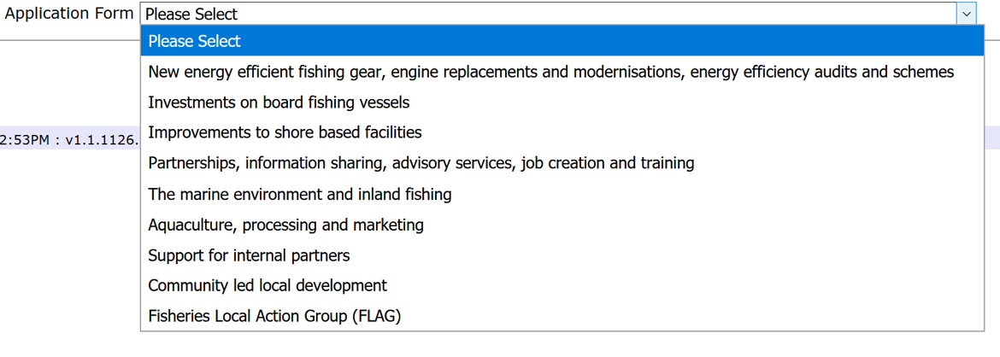 Application Form Please Select
Please Select
New energy efficient fishing gear, engine replacements and modernisations, energy efficiency audits and schemes
Investments on board fishing vessels
Improvements to shore based facilities
2:53PM : v1.1.1126.
Partnerships, information sharing, advisory services, job creation and training
The marine environment and inland fishing
Aquaculture, processing and marketing
Support for internal partners
Community led local development
Fisheries Local Action Group (FLAG)